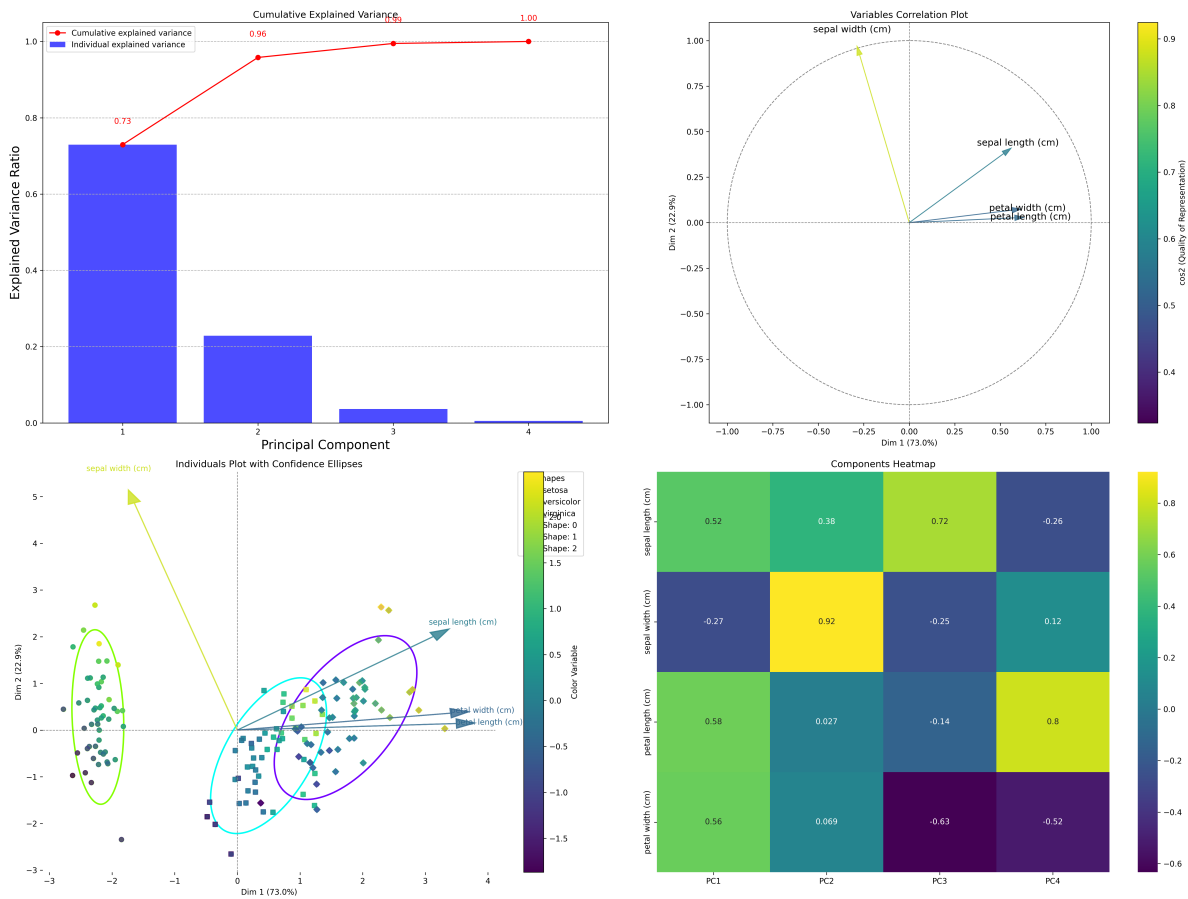 Cumulative Explained Variance
Cumulative explained variance
Individual explained variance
0.73
0.96
0.99
1.00
1.0
0.8
0.6
0.4
0.2
0.0
Explained Variance Ratio
1
2
3
4
Principal Component
Variables Correlation Plot
sepal width (cm)
sepal length (cm)
petal width (cm)
petal length (cm)
1.00
0.75
0.50
0.25
0.00
−0.25
−0.50
−0.75
−1.00
Dim 2 (22.9%)
−1.00
−0.75
−0.50
−0.25
0.00
0.25
0.50
0.75
1.00
Dim 1 (73.0%)
0.9
0.8
0.7
0.6
0.5
0.4
cos2 (Quality of Representation)
Individuals Plot with Confidence Ellipses
sepal width (cm)
sepal length (cm)
petal width (cm)
petal length (cm)
5
4
3
2
1
0
−1
−2
−3
Dim 2 (22.9%)
−3
−2
−1
0
1
2
3
4
Dim 1 (73.0%)
hapes
setosa
versicolor
virginica
Shape: 0
Shape: 1
Shape: 2
2.0
1.5
1.0
0.5
0.0
−0.5
−1.0
−1.5
Color Variable
Components Heatmap
sepal length (cm)
0.52 0.38 0.72 -0.26
sepal width (cm)
-0.27 0.92 -0.25 0.12
petal length (cm)
0.58 0.027 -0.14 0.8
petal width (cm)
0.56 0.069 -0.63 -0.52
PC1 PC2 PC3 PC4
0.8
0.6
0.4
0.2
0.0
−0.2
−0.4
−0.6